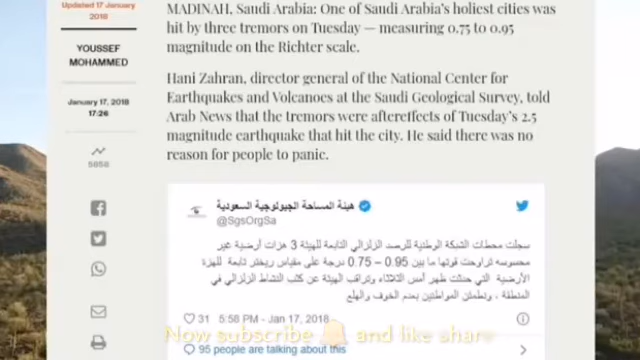 Updated 17 January
2018
YOUSSEF
MOHAMMED
January 17, 2018
17:26
5858
MADINAH, Saudi Arabia: One of Saudi Arabia's holiest cities was
hit by three tremors on Tuesday — measuring 0.75 to 0.95
magnitude on the Richter scale.
Hani Zahran, director general of the National Center for
Earthquakes and Volcanoes at the Saudi Geological Survey, told
Arab News that the tremors were aftereffects of Tuesday's 2.5
magnitude earthquake that hit the city. He said there was no
reason for people to panic.
هيئة المساحة الجيولوجية السعودية
@SgsOrgSa
سجلت محطات الشبكة الوطنية للرصد الزلزالي التابعة للهيئة 3 هزات أرضية غير
محسوسه تراوحت قوتها ما بين 0.95 – 0.75 درجة على مقياس ريختر تابعة للهزة
الأرضية التي حدثت ظهر أمس الثلاثاء وتراقب الهيئة عن كثب النشاط الزلزالي في
المنطقة ، ونطمئن المواطنين بعدم الخوف والهلع
31 5:58 PM - Jan 17, 2018
95 people are talking about this
Now subscribe 🔔 and like share